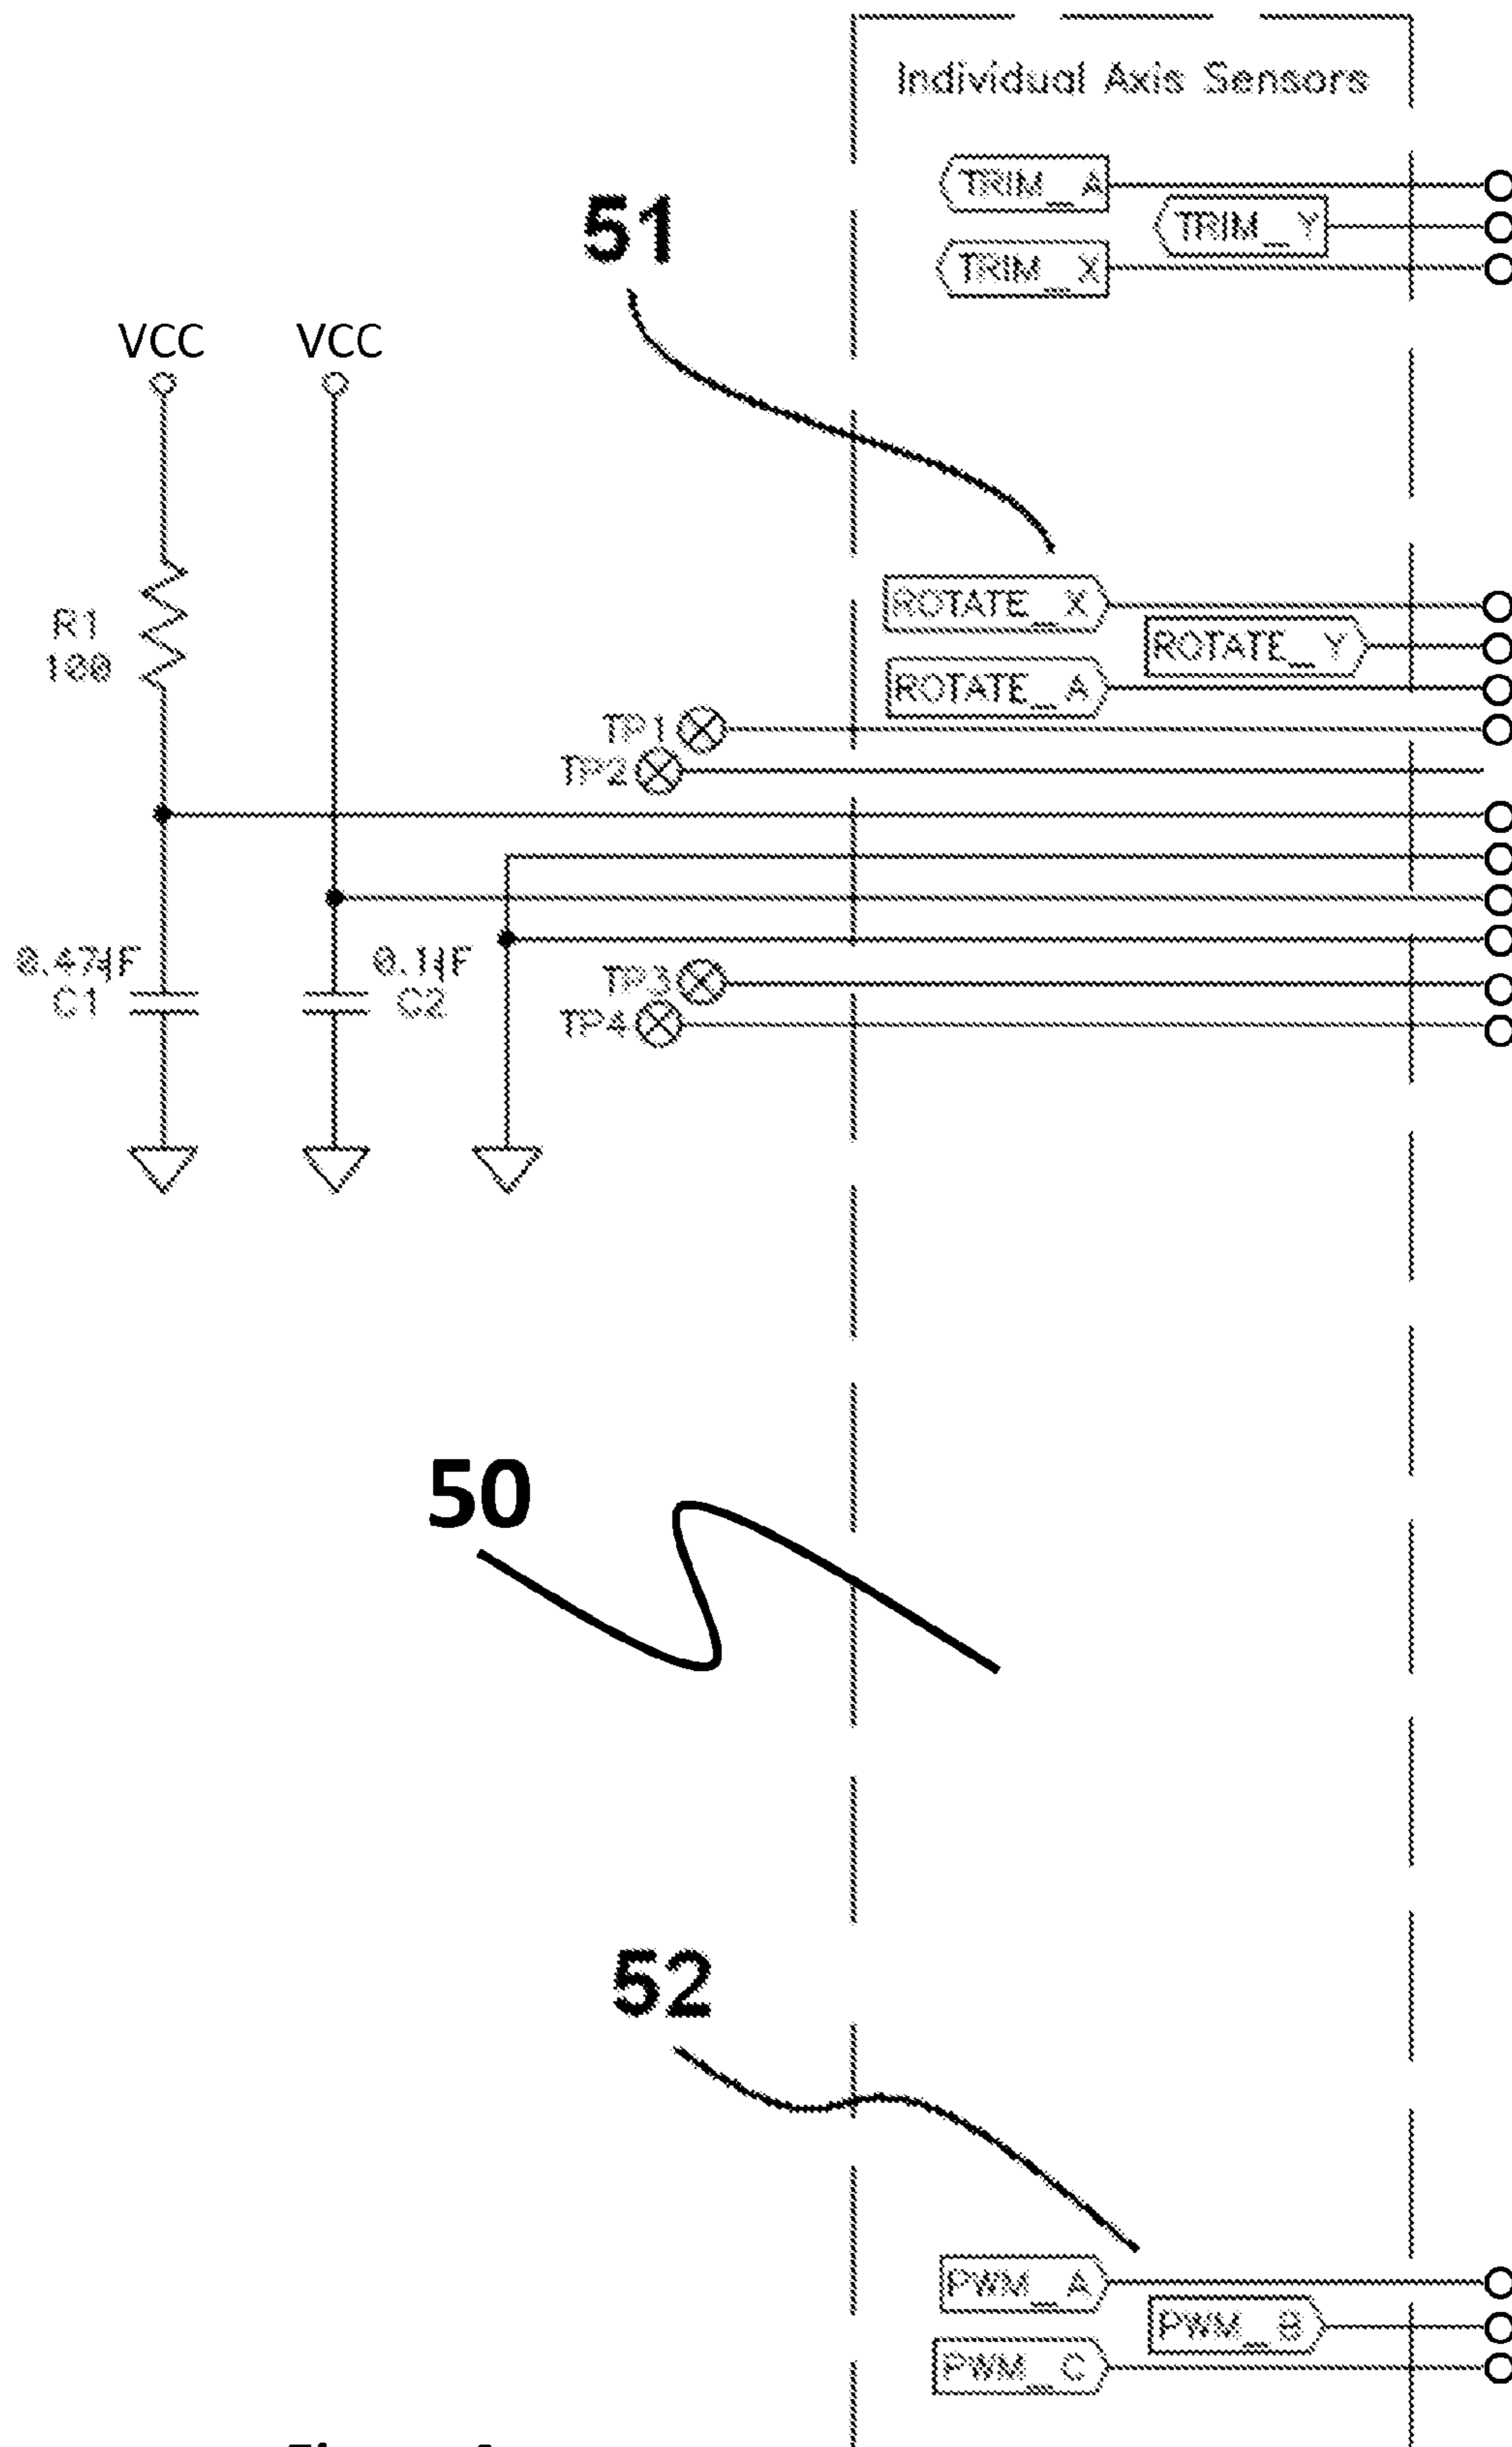 Individual Axis Sensors
TRIM_A
TRIM_Y
TRIM_X
51
VCC VCC
ROTATE_X
R1
100
ROTATE_Y
ROTATE_A
TP1
TP2
0.47µF
C1
0.1µF
C2
TP3
TP4
50
52
PWM_A
PWM_B
PWM_C